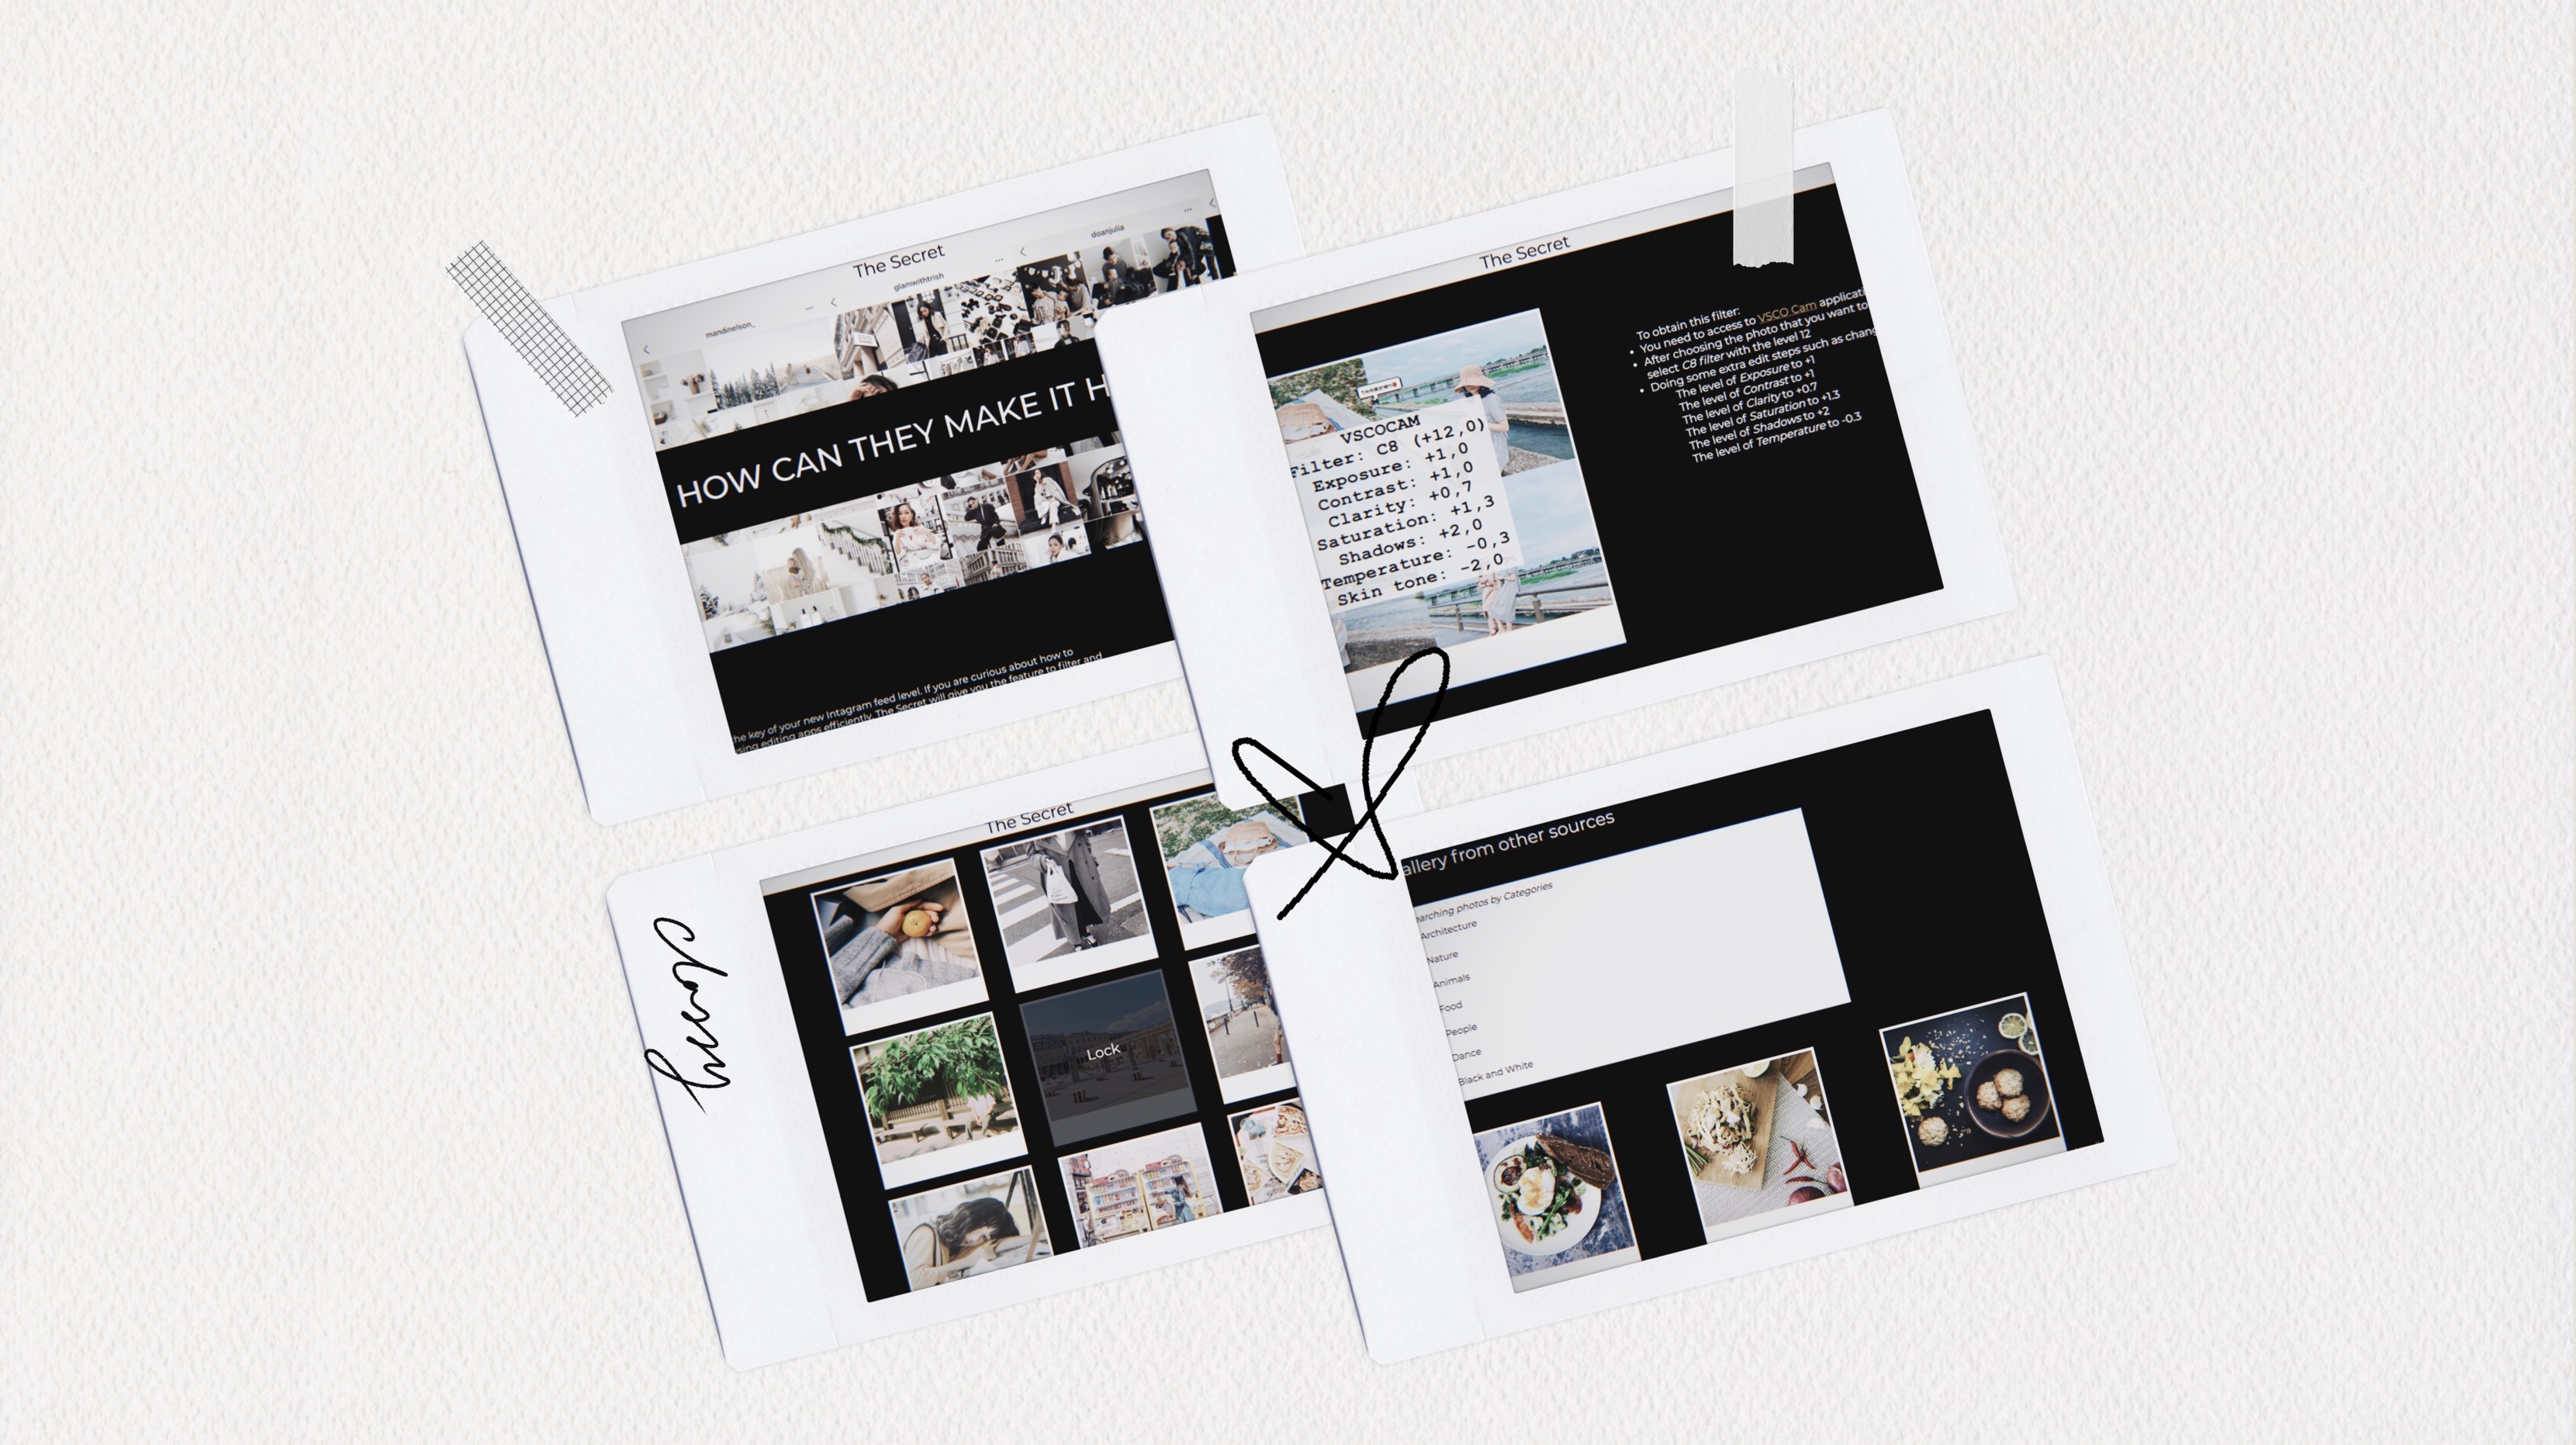 The Secret
mandinelson_
glamwithtrish
doanjulia
HOW CAN THEY MAKE IT H
he key of your new Intagram feed level. If you are curious about how to
sing editing apps efficiently. The Secret will give you the feature to filter and
The Secret
VSCOCAM
Filter: C8 (+12,0)
Exposure: +1,0
Contrast: +1,0
Clarity: +0,7
Saturation: +1,3
Shadows: +2,0
Temperature: -0,3
Skin tone: -2,0
To obtain this filter:
• You need to access to VSCO Cam applicati
• After choosing the photo that you want to
select C8 filter with the level 12
• Doing some extra edit steps such as chang
The level of Exposure to +1
The level of Contrast to +1
The level of Clarity to +0.7
The level of Saturation to +1.3
The level of Shadows to +2
The level of Temperature to -0.3
The Secret
Lock
allery from other sources
arching photos by Categories
Architecture
Nature
Animals
Food
People
Dance
Black and White